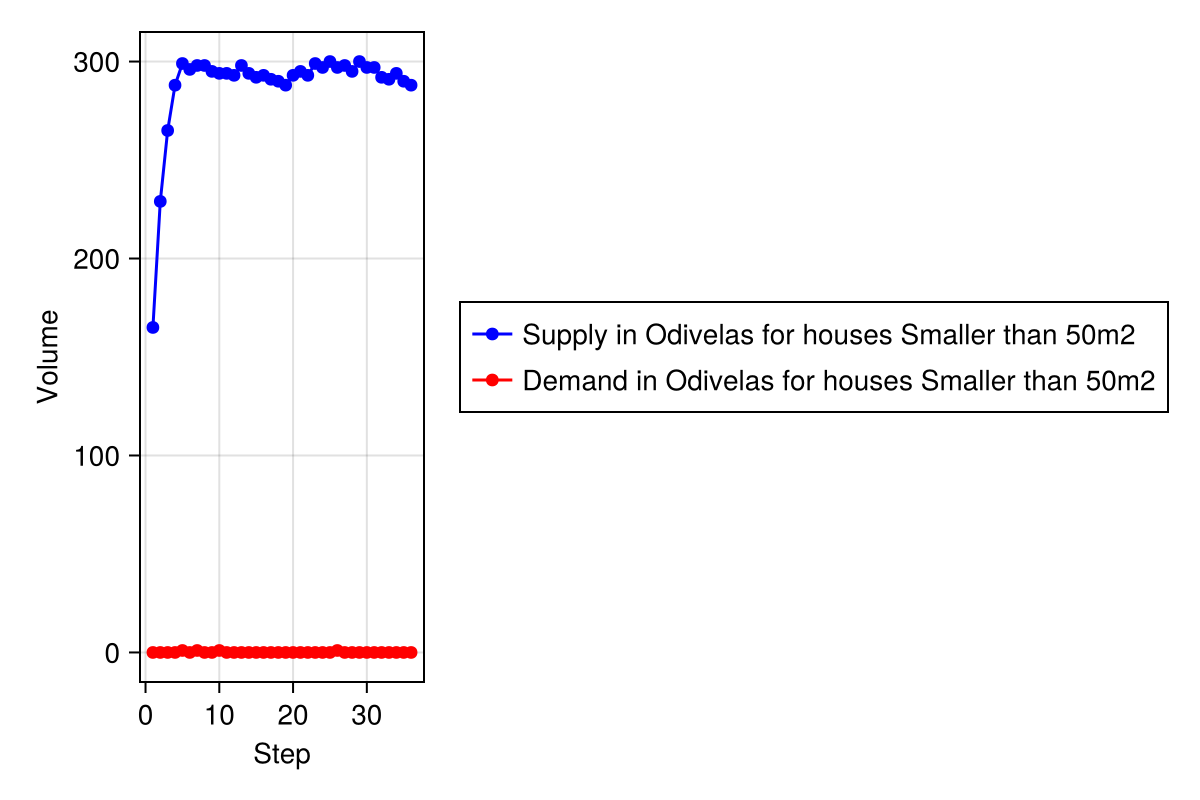 300
200
100
0
Volume
0 10 20 30
Step
Supply in Odivelas for houses Smaller than 50m2
Demand in Odivelas for houses Smaller than 50m2